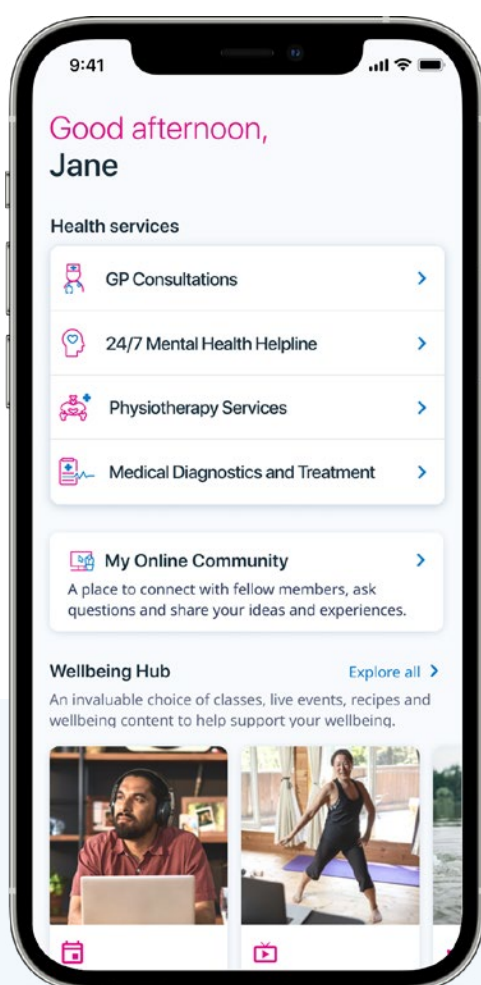 9:41
Good afternoon,
Jane
Health services
GP Consultations
24/7 Mental Health Helpline
Physiotherapy Services
Medical Diagnostics and Treatment
My Online Community
A place to connect with fellow members, ask
questions and share your ideas and experiences.
Wellbeing Hub
Explore all
An invaluable choice of classes, live events, recipes and
wellbeing content to help support your wellbeing.